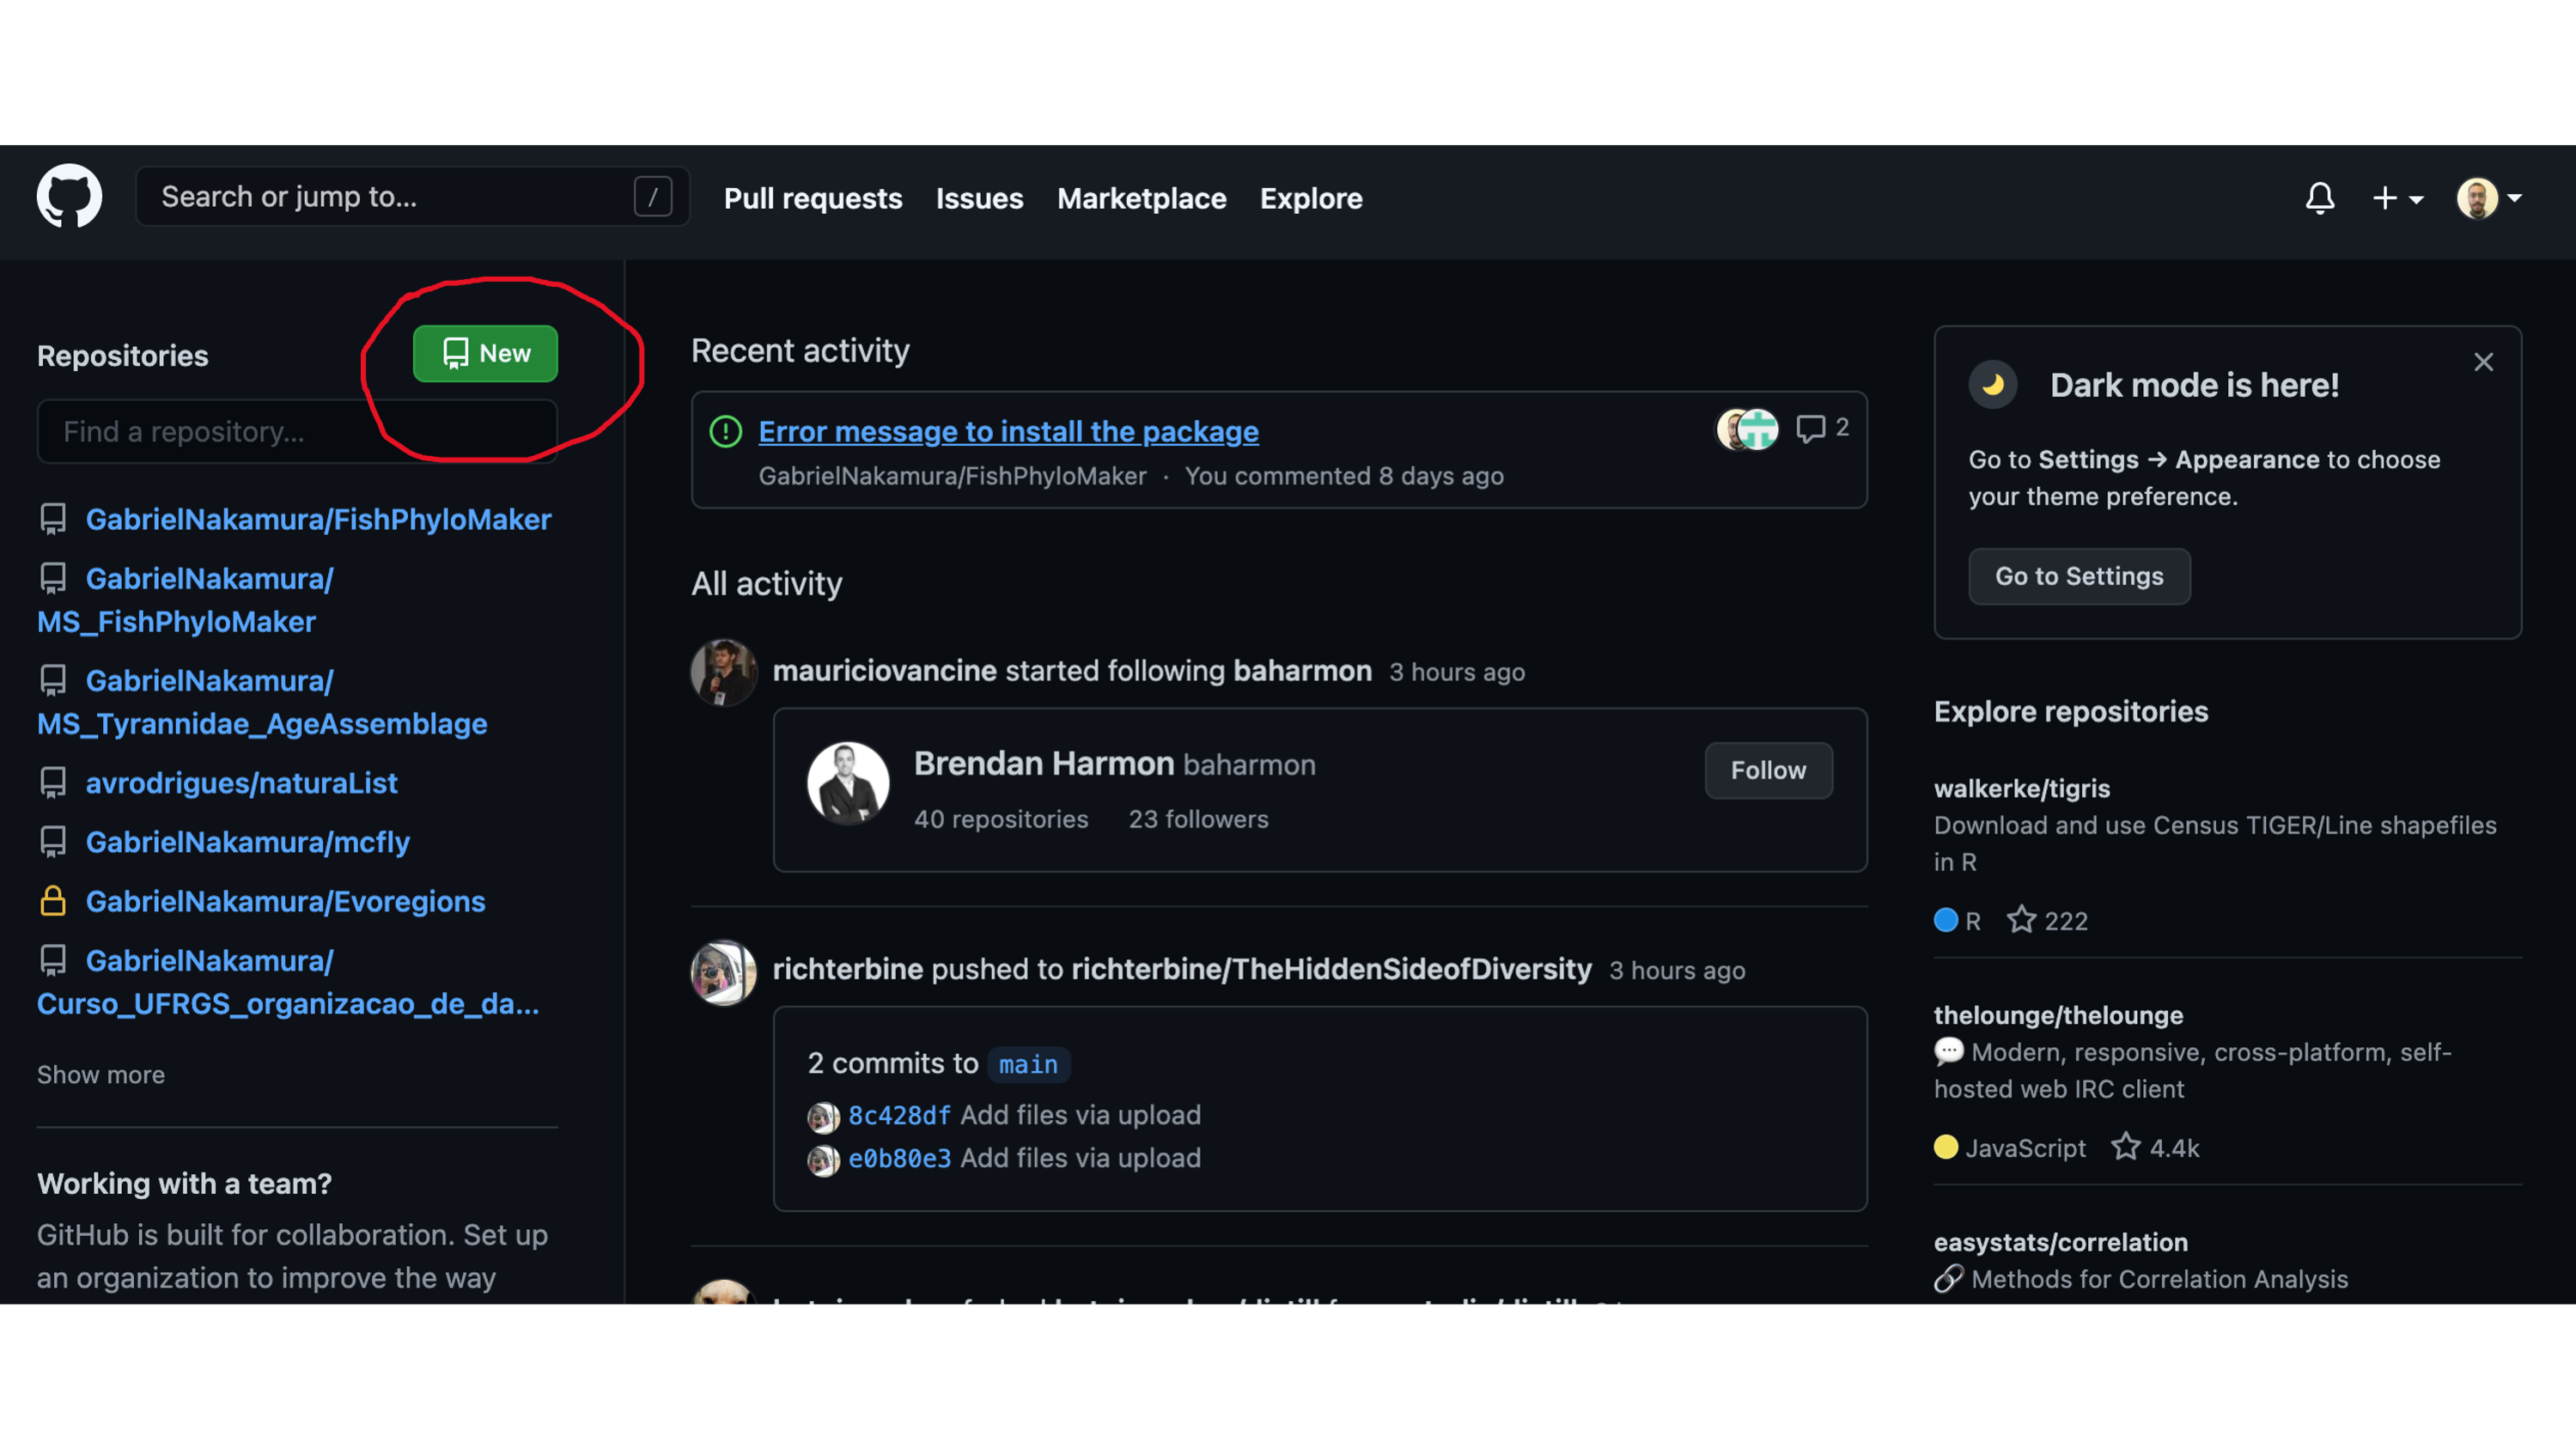 Search or jump to... /
Pull requests Issues Marketplace Explore
Repositories
New
Find a repository...
GabrielNakamura/FishPhyloMaker
GabrielNakamura/
MS_FishPhyloMaker
GabrielNakamura/
MS_Tyrannidae_AgeAssemblage
avrodrigues/naturaList
GabrielNakamura/mcfly
GabrielNakamura/Evoregions
GabrielNakamura/
Curso_UFRGS_organizacao_de_da...
Show more
Working with a team?
GitHub is built for collaboration. Set up
an organization to improve the way
Recent activity
Error message to install the package
2
GabrielNakamura/FishPhyloMaker · You commented 8 days ago
All activity
mauriciovancine started following baharmon 3 hours ago
Brendan Harmon baharmon
Follow
40 repositories 23 followers
richterbine pushed to richterbine/TheHiddenSideofDiversity 3 hours ago
2 commits to main
8c428df Add files via upload
e0b80e3 Add files via upload
Dark mode is here!
Go to Settings → Appearance to choose
your theme preference.
Go to Settings
Explore repositories
walkerke/tigris
Download and use Census TIGER/Line shapefiles
in R
R 222
thelounge/thelounge
Modern, responsive, cross-platform, self-
hosted web IRC client
JavaScript 4.4k
easystats/correlation
Methods for Correlation Analysis